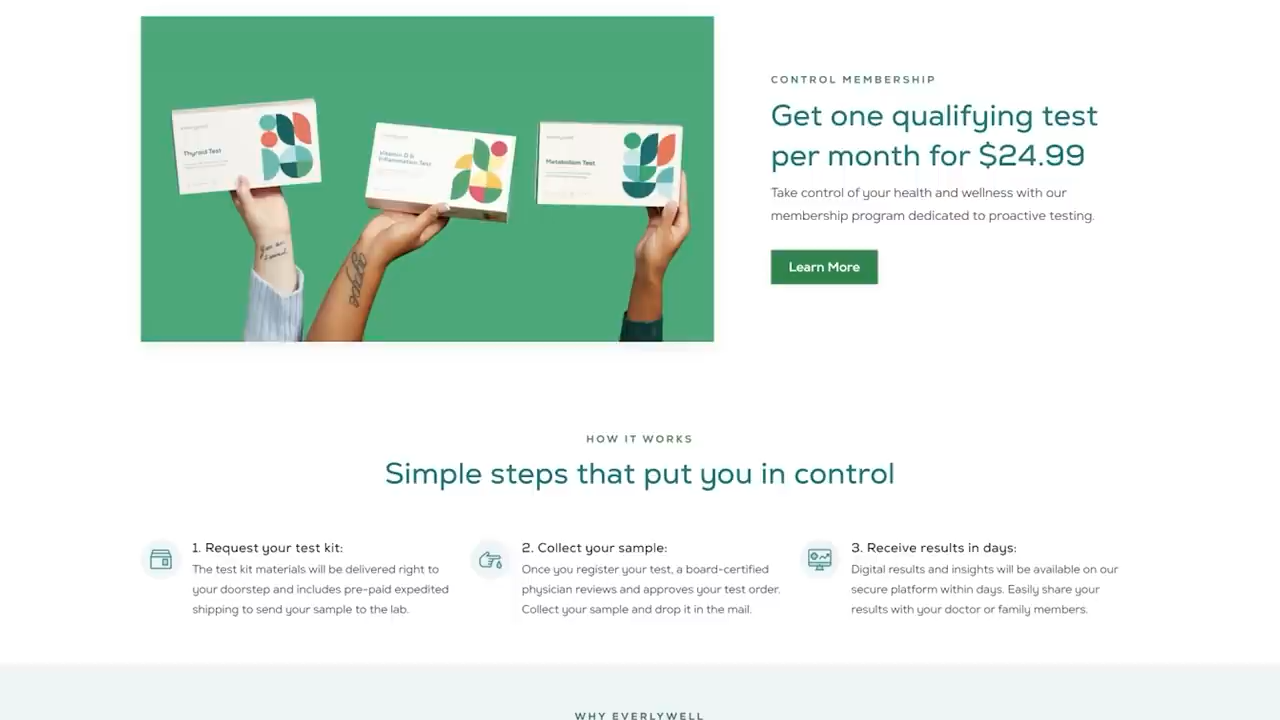 everlywell
Thyroid Test
everlywell
Vitamin D &
Inflammation Test
everlywell
Metabolism Test
CONTROL MEMBERSHIP
Get one qualifying test
per month for $24.99
Take control of your health and wellness with our
membership program dedicated to proactive testing.
Learn More
HOW IT WORKS
Simple steps that put you in control
1. Request your test kit:
The test kit materials will be delivered right to
your doorstep and includes pre-paid expedited
shipping to send your sample to the lab.
2. Collect your sample:
Once you register your test, a board-certified
physician reviews and approves your test order.
Collect your sample and drop it in the mail.
3. Receive results in days:
Digital results and insights will be available on our
secure platform within days. Easily share your
results with your doctor or family members.
WHY EVERLYWELL